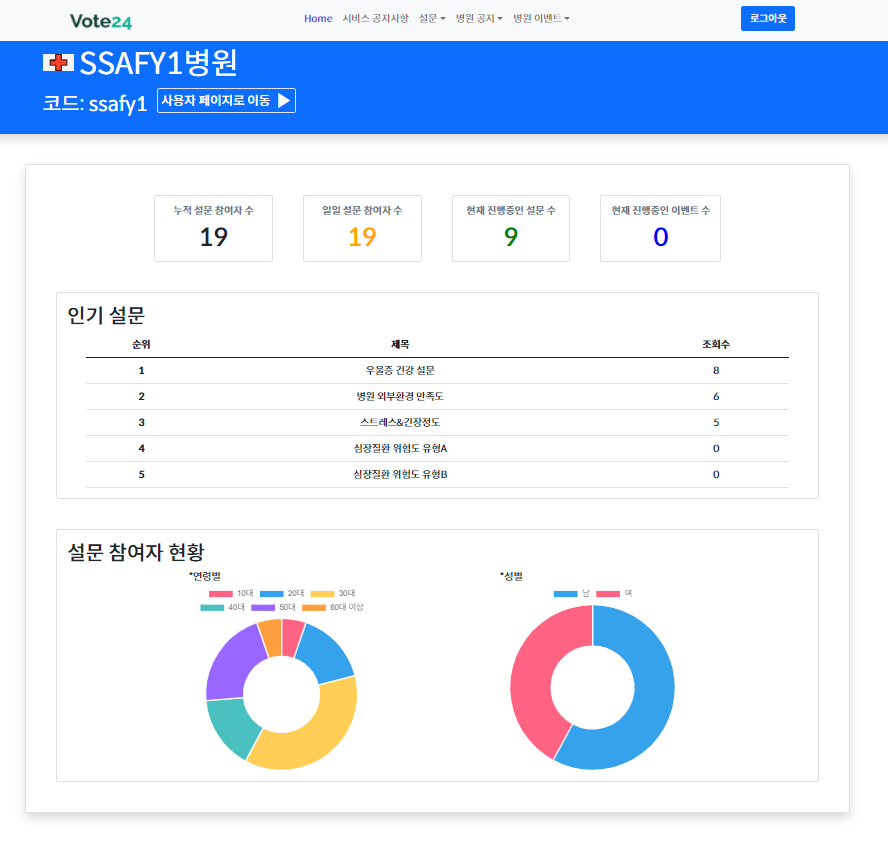 Vote24 Home 서비스 공지사항 설문 병원 공지 병원 이벤트 로그아웃
SSAFY1병원
코드: ssafy1 사용자 페이지로 이동
누적 설문 참여자 수 일일 설문 참여자 수 현재 진행중인 설문 수 현재 진행중인 이벤트 수
19 19 9 0
인기 설문
순위 제목 조회수
1 우울증 건강 설문 8
2 병원 외부환경 만족도 6
3 스트레스&긴장정도 5
4 심장질환 위험도 유형A 0
5 심장질환 위험도 유형B 0
설문 참여자 현황
*연령별 *성별
10대 20대 30대 남 여
40대 50대 60대 이상